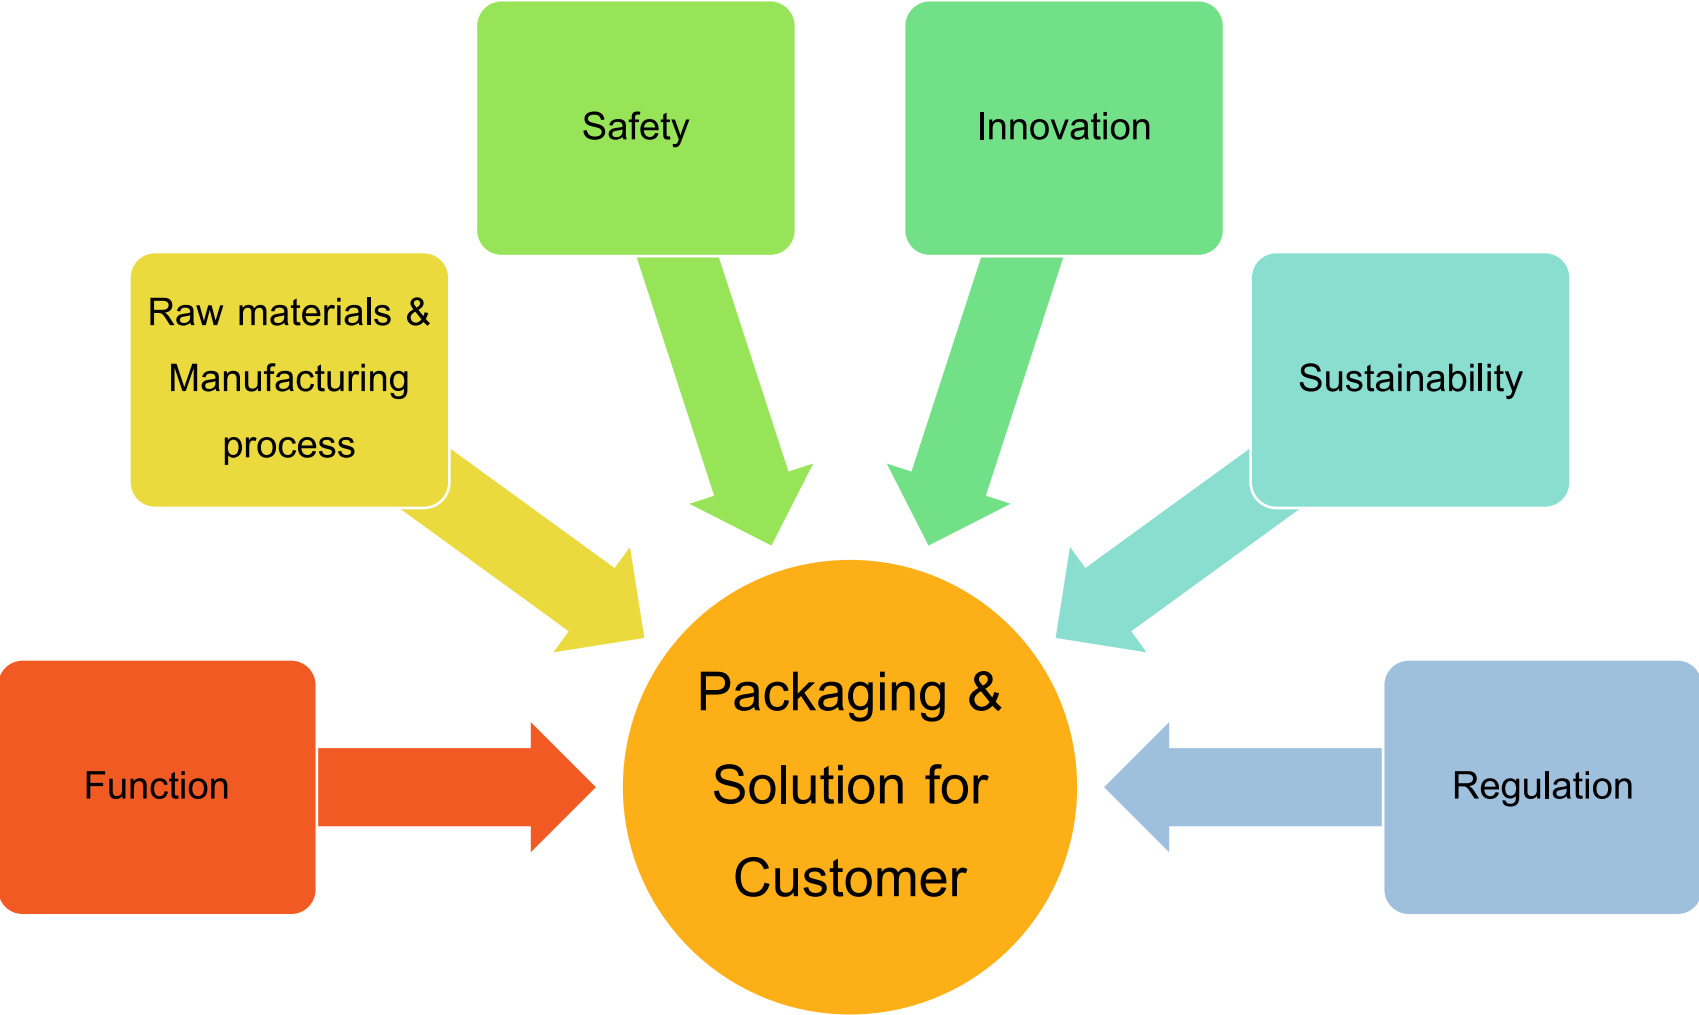 Safety
Innovation
Raw materials &
Manufacturing
process
Sustainability
Packaging &
Solution for
Customer
Function
Regulation